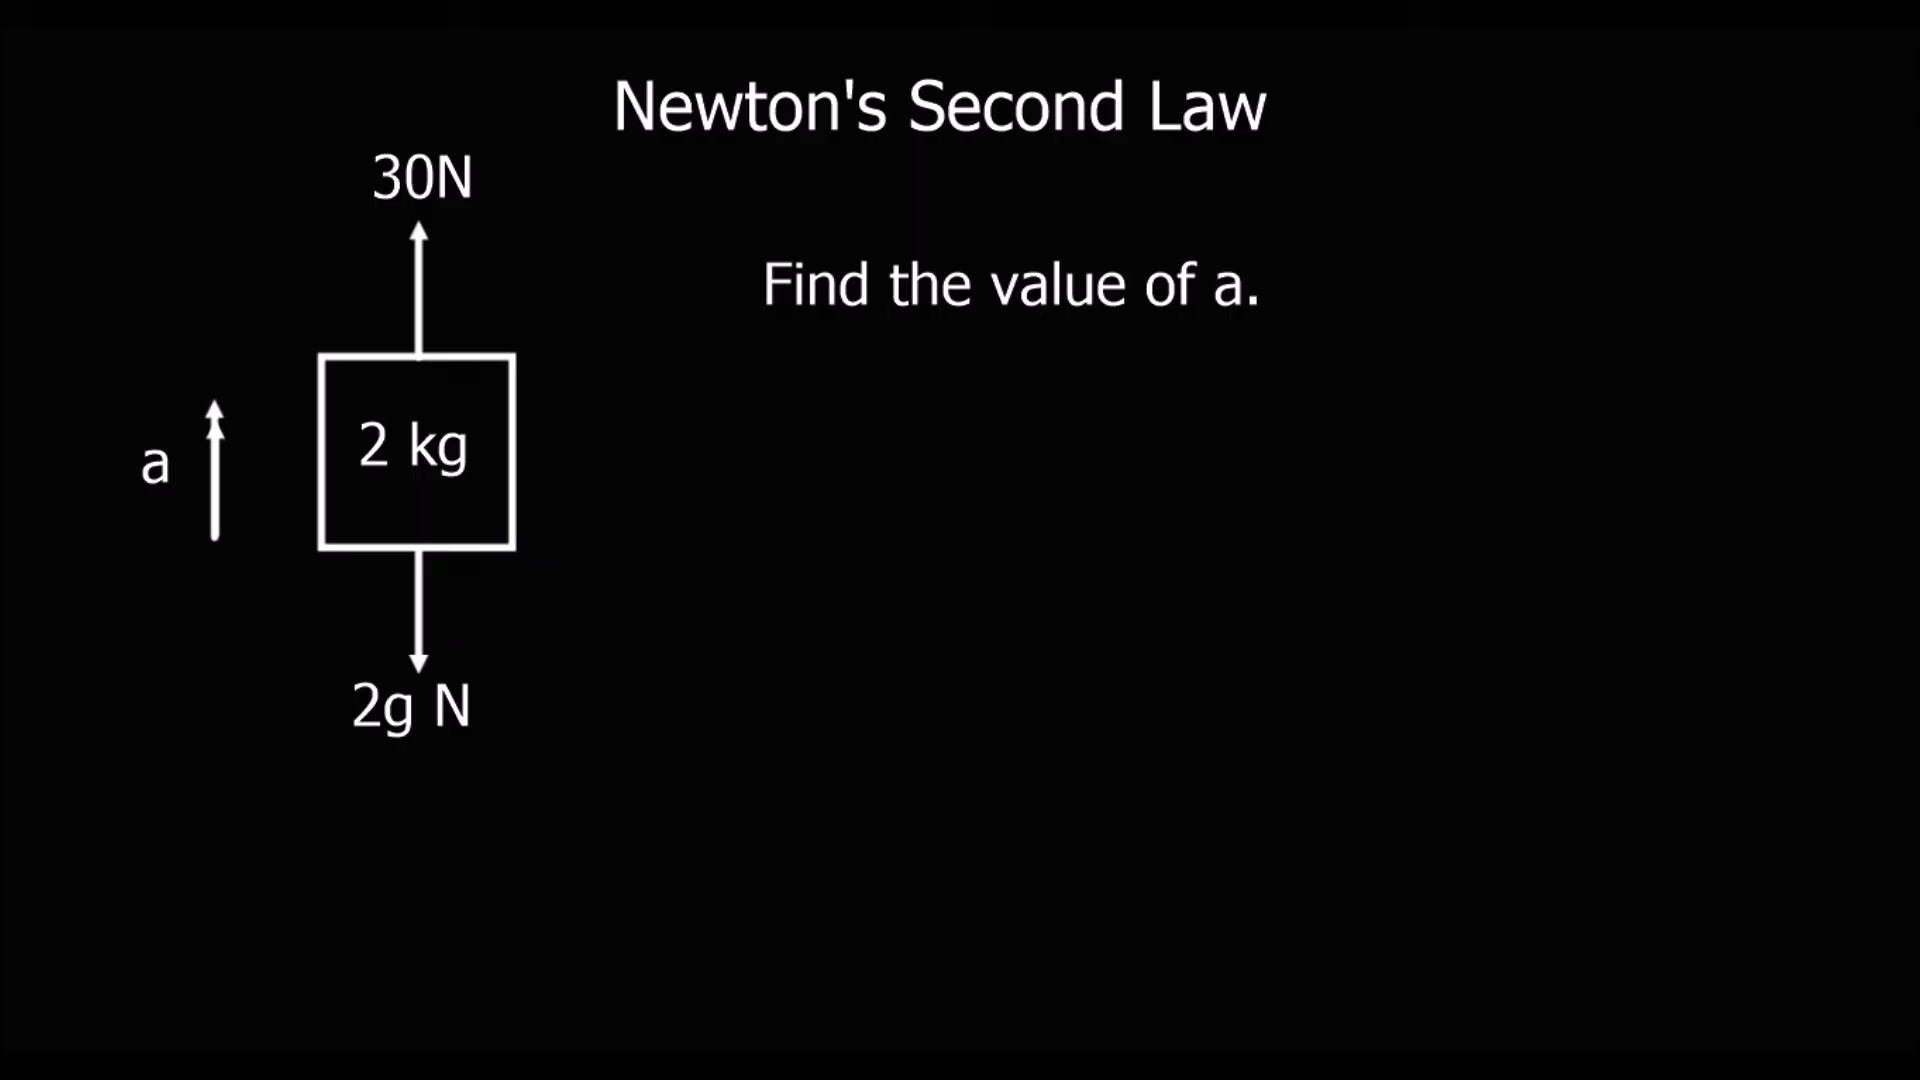 Newton's Second Law
30N
Find the value of a.
2 kg
a
2g N